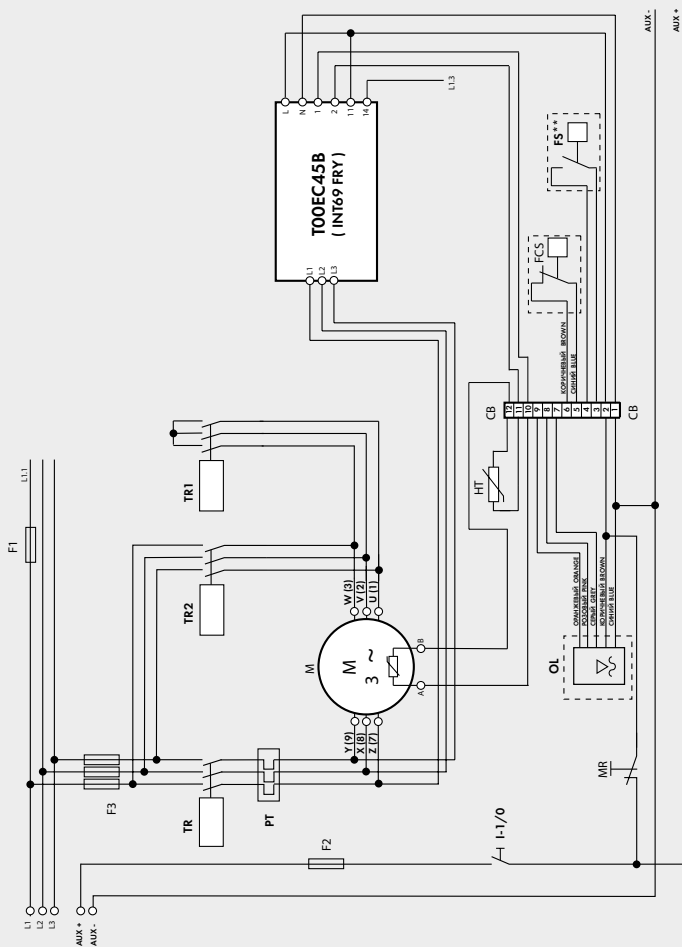 L1
L2
L3
AUX +
AUX -
F1
L1.1
F3
TR
PT
F2
I-1/0
MR
TR2
TR1
M
M
3 ~
W (3)
V (2)
U (1)
Y (9)
X (8)
Z (7)
A
B
T00EC45B
( INT69 FRY )
L1
L2
L3
L
N
1
2
11
14
L1.3
HT
CB
12
11
10
9
8
7
6
5
4
3
2
1
CB
OL
ОРАНЖЕВЫЙ ORANGE
РОЗОВЫЙ PINK
СЕРЫЙ GREY
КОРИЧНЕВЫЙ BROWN
СИНИЙ BLUE
КОРИЧНЕВЫЙ BROWN
СИНИЙ BLUE
FCS
FS**
AUX -
AUX +